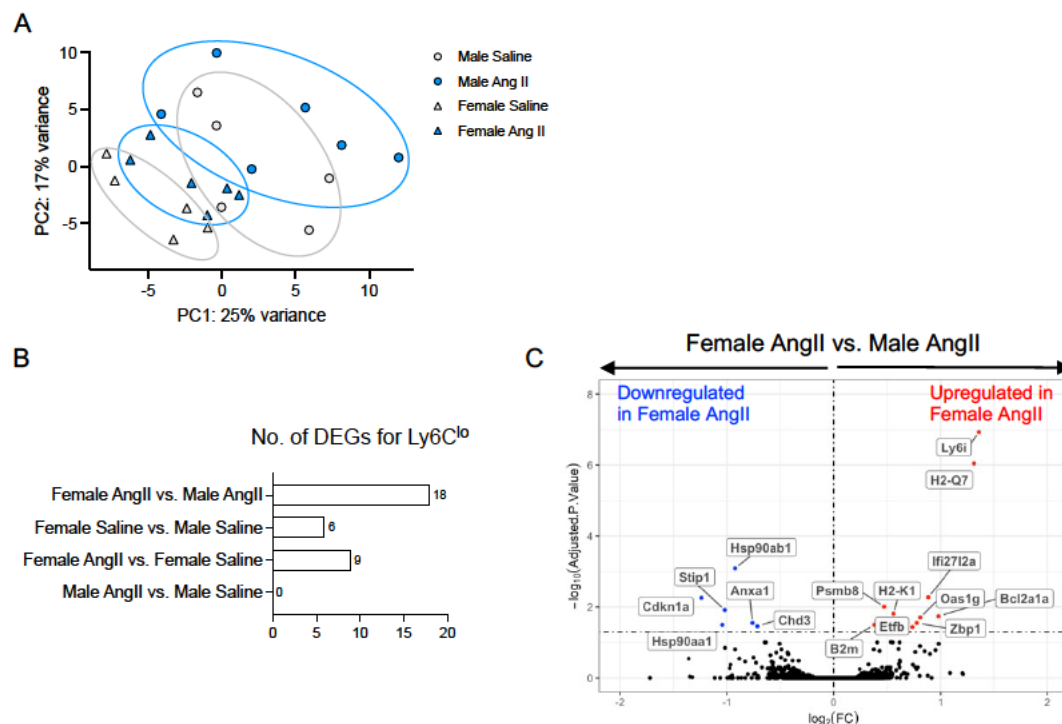 A
10
5
0
-5
PC2: 17% variance
-5
0
5
10
PC1: 25% variance
Male Saline
Male Ang II
Female Saline
Female Ang II
B
No. of DEGs for Ly6Clo
Female AngII vs. Male AngII
18
Female Saline vs. Male Saline
6
Female AngII vs. Female Saline
9
Male AngII vs. Male Saline
0
0
5
10
15
20
C
Female AngII vs. Male AngII
Downregulated
in Female AngII
Upregulated in
Female AngII
Ly6i
H2-Q7
Hsp90ab1
Ifi27l2a
Stip1
Anxa1
Psmb8
H2-K1
Oas1g
Bcl2a1a
Cdkn1a
Chd3
Etfb
Zbp1
Hsp90aa1
B2m
8
6
4
2
0
−log10(Adjusted.P.Value)
-2
-1
0
1
2
log2(FC)